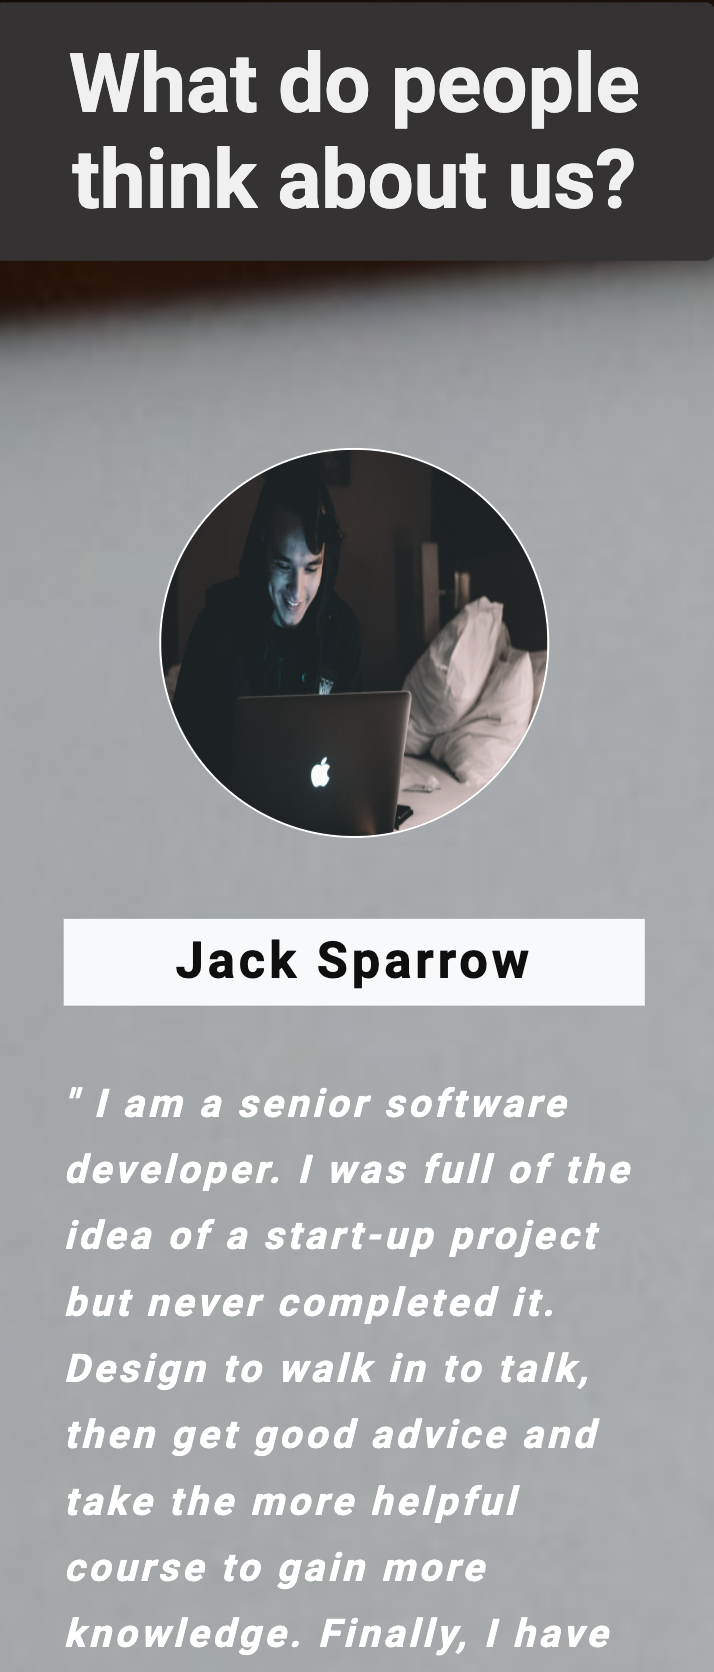 What do people
think about us?
Jack Sparrow
" I am a senior software
developer. I was full of the
idea of a start-up project
but never completed it.
Design to walk in to talk,
then get good advice and
take the more helpful
course to gain more
knowledge. Finally, I have